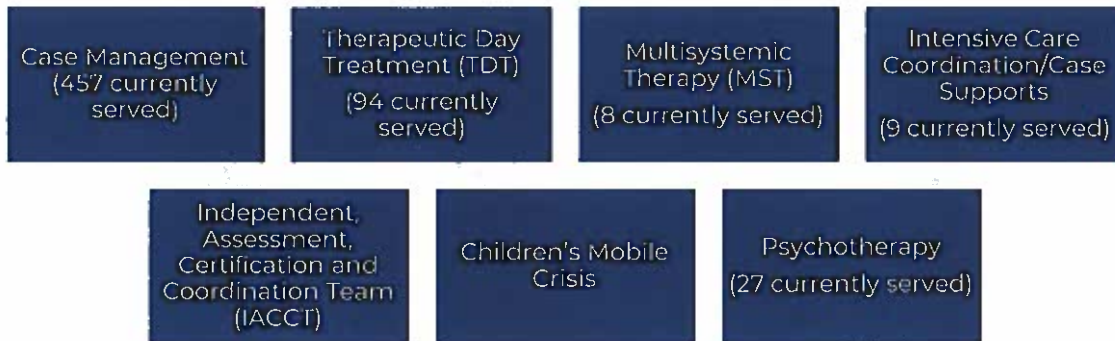 Case Management
(457 currently
served)
Therapeutic Day
Treatment (TDT)
(94 currently
served)
Multisystemic
Therapy (MST)
(8 currently served)
Intensive Care
Coordination/Case
Supports
(9 currently served)
Independent,
Assessment,
Certification and
Coordination Team
(IACCT)
Children's Mobile
Crisis
Psychotherapy
(27 currently served)